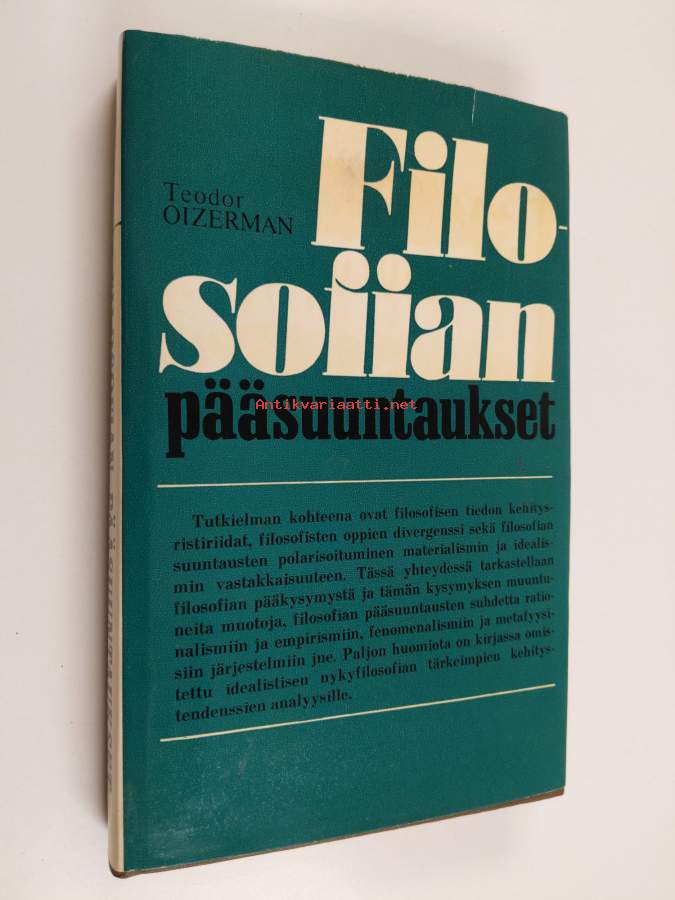 Teodor
OIZERMAN
Filo-
sofian
pääsuuntaukset
Antikvariaatti.net
Tutkielman kohteena ovat filosofisen tiedon kehitys-
ristiriidat, filosofisten oppien divergenssi sekä filosofian
suuntausten polarisoituminen materialismin ja idealis-
min vastakkaisuuteen. Tässä yhteydessä tarkastellaan
filosofian pääkysymystä ja tämän kysymyksen muuntu-
neita muotoja, filosofian pääsuuntausten suhdetta ratio-
nalismiin ja empirismiin, fenomenalismiin ja metafyysi-
siin järjestelmiin jne. Paljon huomiota on kirjassa omis-
tettu idealistisen nykyfilosofian tärkeimpien kehitys-
tendenssien analyysille.